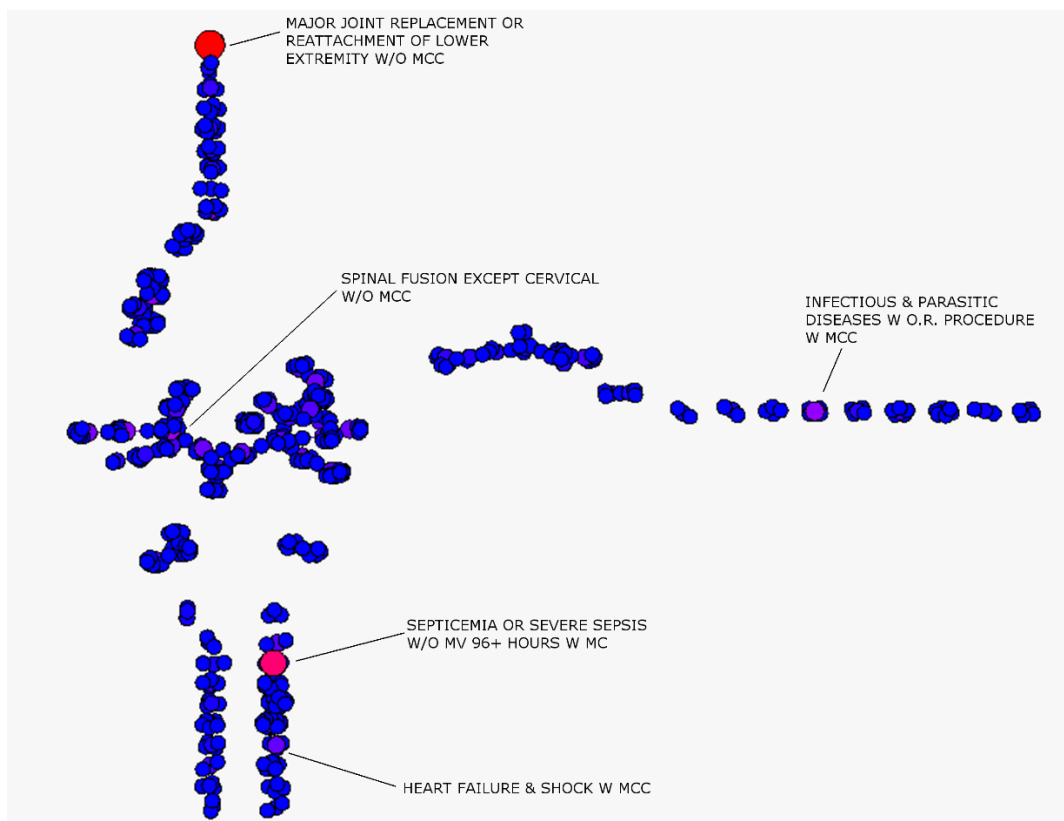 MAJOR JOINT REPLACEMENT OR
REATTACHMENT OF LOWER
EXTREMITY W/O MCC
SPINAL FUSION EXCEPT CERVICAL
W/O MCC
INFECTIOUS & PARASITIC
DISEASES W O.R. PROCEDURE
W MCC
SEPTICEMIA OR SEVERE SEPSIS
W/O MV 96+ HOURS W MC
HEART FAILURE & SHOCK W MCC